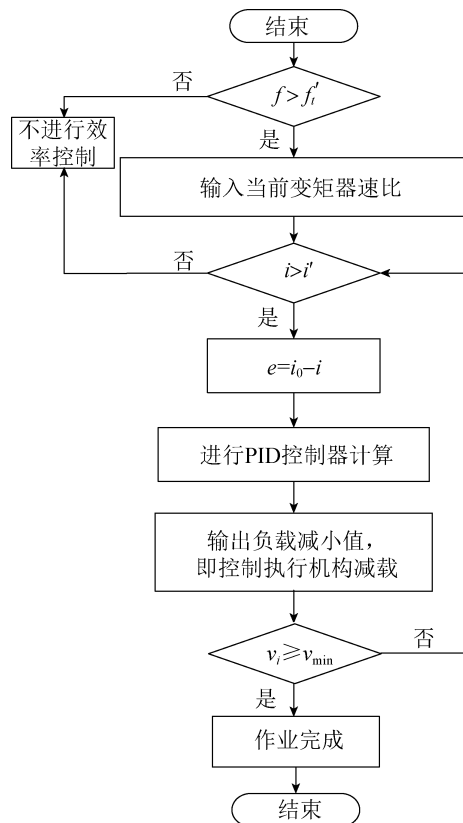 结束
否
f>f′t
是
不进行效
率控制
输入当前变矩器速比
否
i>i′
是
e=i0−i
进行PID控制器计算
输出负载减小值，
即控制执行机构减载
vi≥vmin
否
是
作业完成
结束